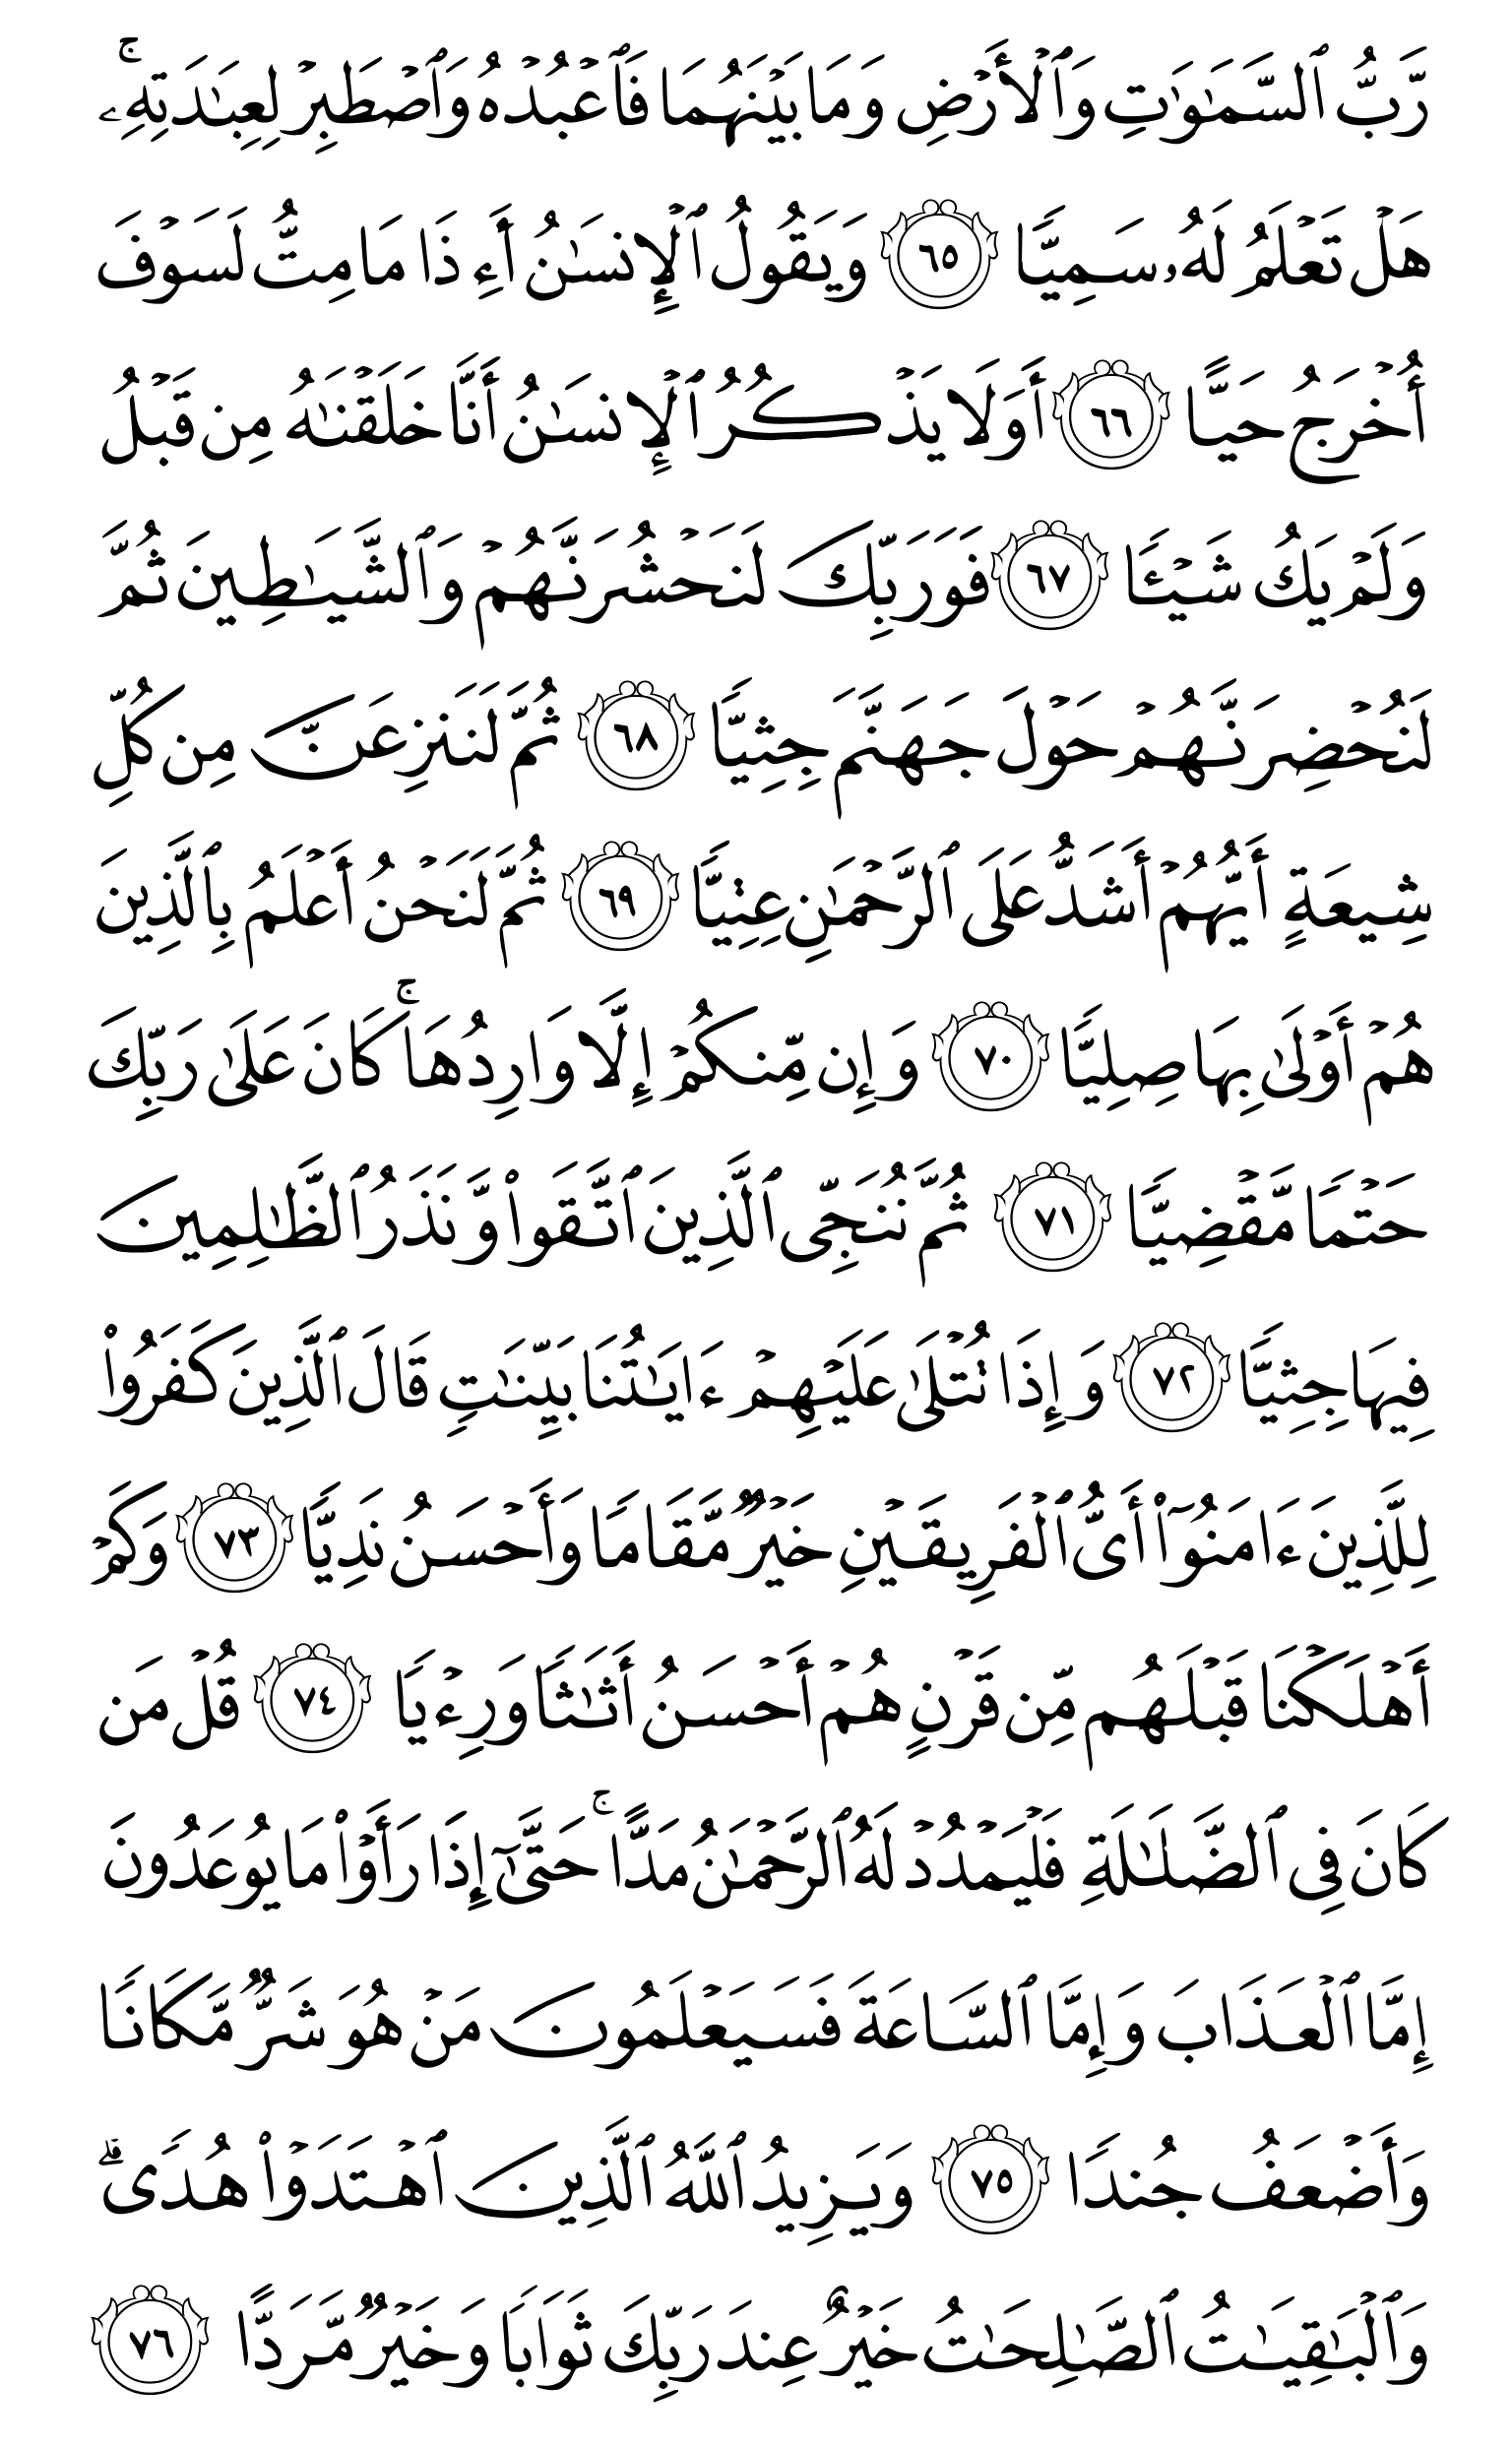 رَّبُّ ٱلسَّمَٰوَٰتِ وَٱلۡأَرۡضِ وَمَا بَيۡنَهُمَا فَٱعۡبُدۡهُ وَٱصۡطَبِرۡ لِعِبَٰدَتِهِۦۚ
هَلۡ تَعۡلَمُ لَهُۥ سَمِيّٗا ٦٥ وَيَقُولُ ٱلۡإِنسَٰنُ أَءِذَا مَا مِتُّ لَسَوۡفَ
أُخۡرَجُ حَيًّا ٦٦ أَوَلَا يَذۡكُرُ ٱلۡإِنسَٰنُ أَنَّا خَلَقۡنَٰهُ مِن قَبۡلُ
وَلَمۡ يَكُ شَيۡـٔٗا ٦٧ فَوَرَبِّكَ لَنَحۡشُرَنَّهُمۡ وَٱلشَّيَٰطِينَ ثُمَّ
لَنُحۡضِرَنَّهُمۡ حَوۡلَ جَهَنَّمَ جِثِيّٗا ٦٨ ثُمَّ لَنَنزِعَنَّ مِن كُلِّ
شِيعَةٍ أَيُّهُمۡ أَشَدُّ عَلَى ٱلرَّحۡمَٰنِ عِتِيّٗا ٦٩ ثُمَّ لَنَحۡنُ أَعۡلَمُ بِٱلَّذِينَ
هُمۡ أَوۡلَىٰ بِهَا صِلِيّٗا ٧٠ وَإِن مِّنكُمۡ إِلَّا وَارِدُهَاۚ كَانَ عَلَىٰ رَبِّكَ
حَتۡمٗا مَّقۡضِيّٗا ٧١ ثُمَّ نُنَجِّي ٱلَّذِينَ ٱتَّقَواْ وَّنَذَرُ ٱلظَّٰلِمِينَ
فِيهَا جِثِيّٗا ٧٢ وَإِذَا تُتۡلَىٰ عَلَيۡهِمۡ ءَايَٰتُنَا بَيِّنَٰتٖ قَالَ ٱلَّذِينَ كَفَرُواْ
لِلَّذِينَ ءَامَنُوٓاْ أَيُّ ٱلۡفَرِيقَيۡنِ خَيۡرٞ مَّقَامٗا وَأَحۡسَنُ نَدِيّٗا ٧٣ وَكَمۡ
أَهۡلَكۡنَا قَبۡلَهُم مِّن قَرۡنٍ هُمۡ أَحۡسَنُ أَثَٰثٗا وَرِءۡيٗا ٧٤ قُلۡ مَن
كَانَ فِي ٱلضَّلَٰلَةِ فَلۡيَمۡدُدۡ لَهُ ٱلرَّحۡمَٰنُ مَدًّاۚ حَتَّىٰٓ إِذَا رَأَوۡاْ مَا يُوعَدُونَ
إِمَّا ٱلۡعَذَابَ وَإِمَّا ٱلسَّاعَةَ فَسَيَعۡلَمُونَ مَنۡ هُوَ شَرّٞ مَّكَانٗا
وَأَضۡعَفُ جُندٗا ٧٥ وَيَزِيدُ ٱللَّهُ ٱلَّذِينَ ٱهۡتَدَوۡاْ هُدٗىۗ
وَٱلۡبَٰقِيَٰتُ ٱلصَّٰلِحَٰتُ خَيۡرٌ عِندَ رَبِّكَ ثَوَابٗا وَخَيۡرٞ مَّرَدًّا ٧٦